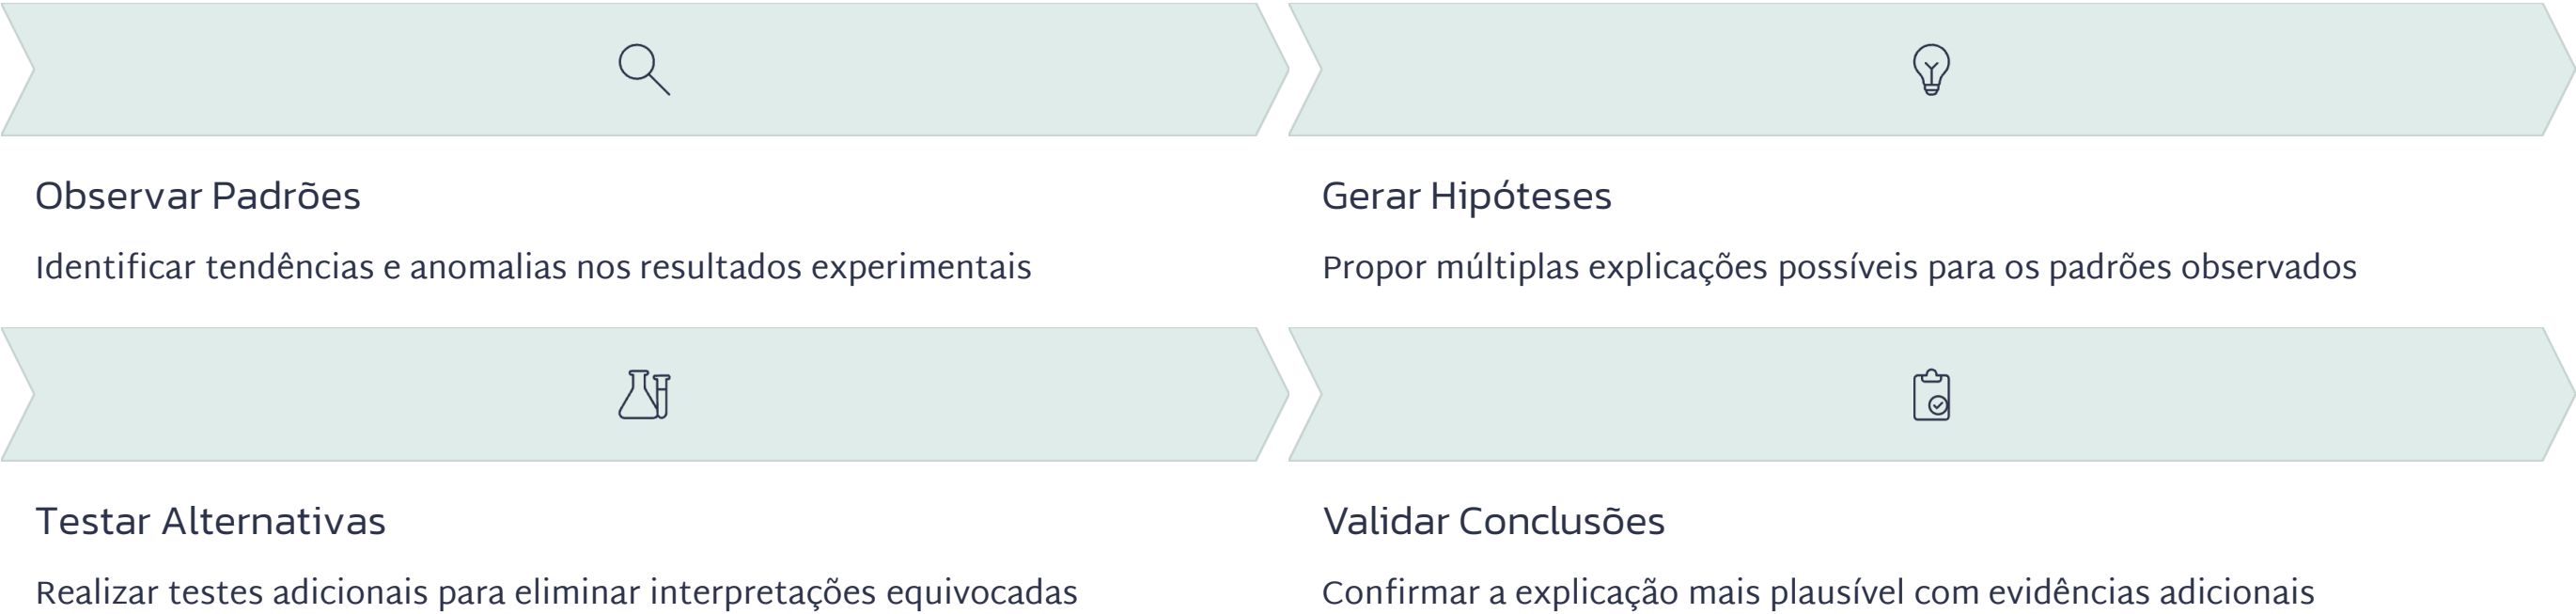 Observar Padrões
Identificar tendências e anomalias nos resultados experimentais
Gerar Hipóteses
Propor múltiplas explicações possíveis para os padrões observados
Testar Alternativas
Realizar testes adicionais para eliminar interpretações equivocadas
Validar Conclusões
Confirmar a explicação mais plausível com evidências adicionais